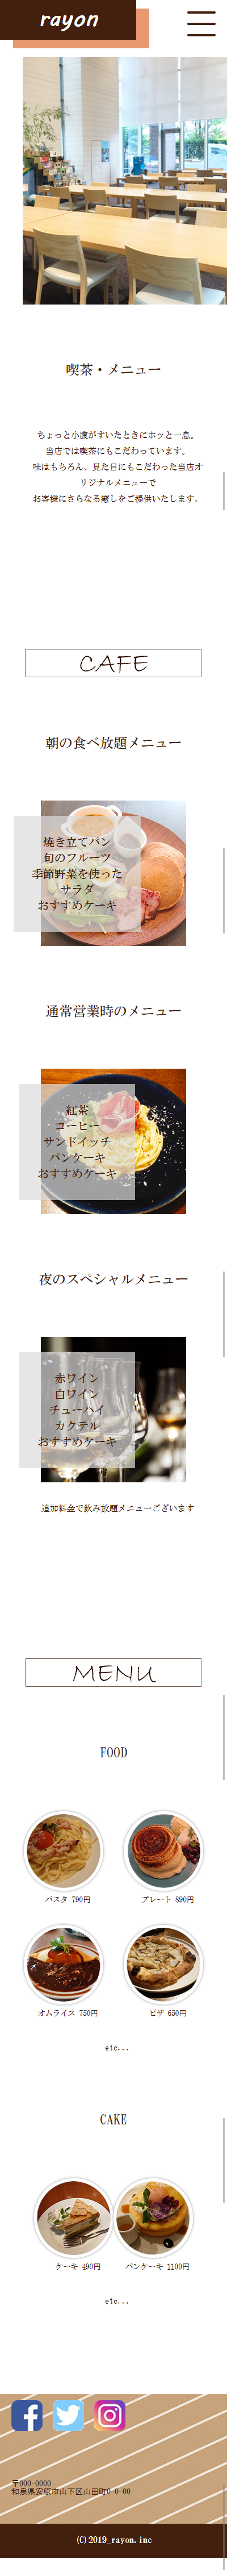 rayon
喫茶・メニュー
ちょっと小腹がすいたときにホッと一息。
当店では喫茶にもこだわっています。
味はもちろん、見た目にもこだわった当店オ
リジナルメニューで
お客様にさらなる癒しをご提供いたします。
CAFE
朝の食べ放題メニュー
焼き立てパン
旬のフルーツ
季節野菜を使った
サラダ
おすすめケーキ
通常営業時のメニュー
紅茶
コーヒー
サンドイッチ
パンケーキ
おすすめケーキ
夜のスペシャルメニュー
赤ワイン
白ワイン
チューハイ
カクテル
おすすめケーキ
追加料金で飲み放題メニューございます
MENU
FOOD
パスタ 790円
プレート 890円
オムライス 750円
ピザ 650円
etc...
CAKE
ケーキ 490円
パンケーキ 1100円
etc...
〒000-0000
和泉県安原市山下区山田町0-0-00
(C)2019_rayon.inc